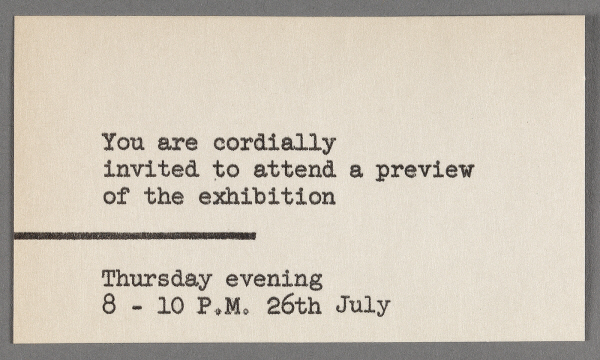 You are cordially
invited to attend a preview
of the exhibition
Thursday evening
8 - 10 P.M. 26th July